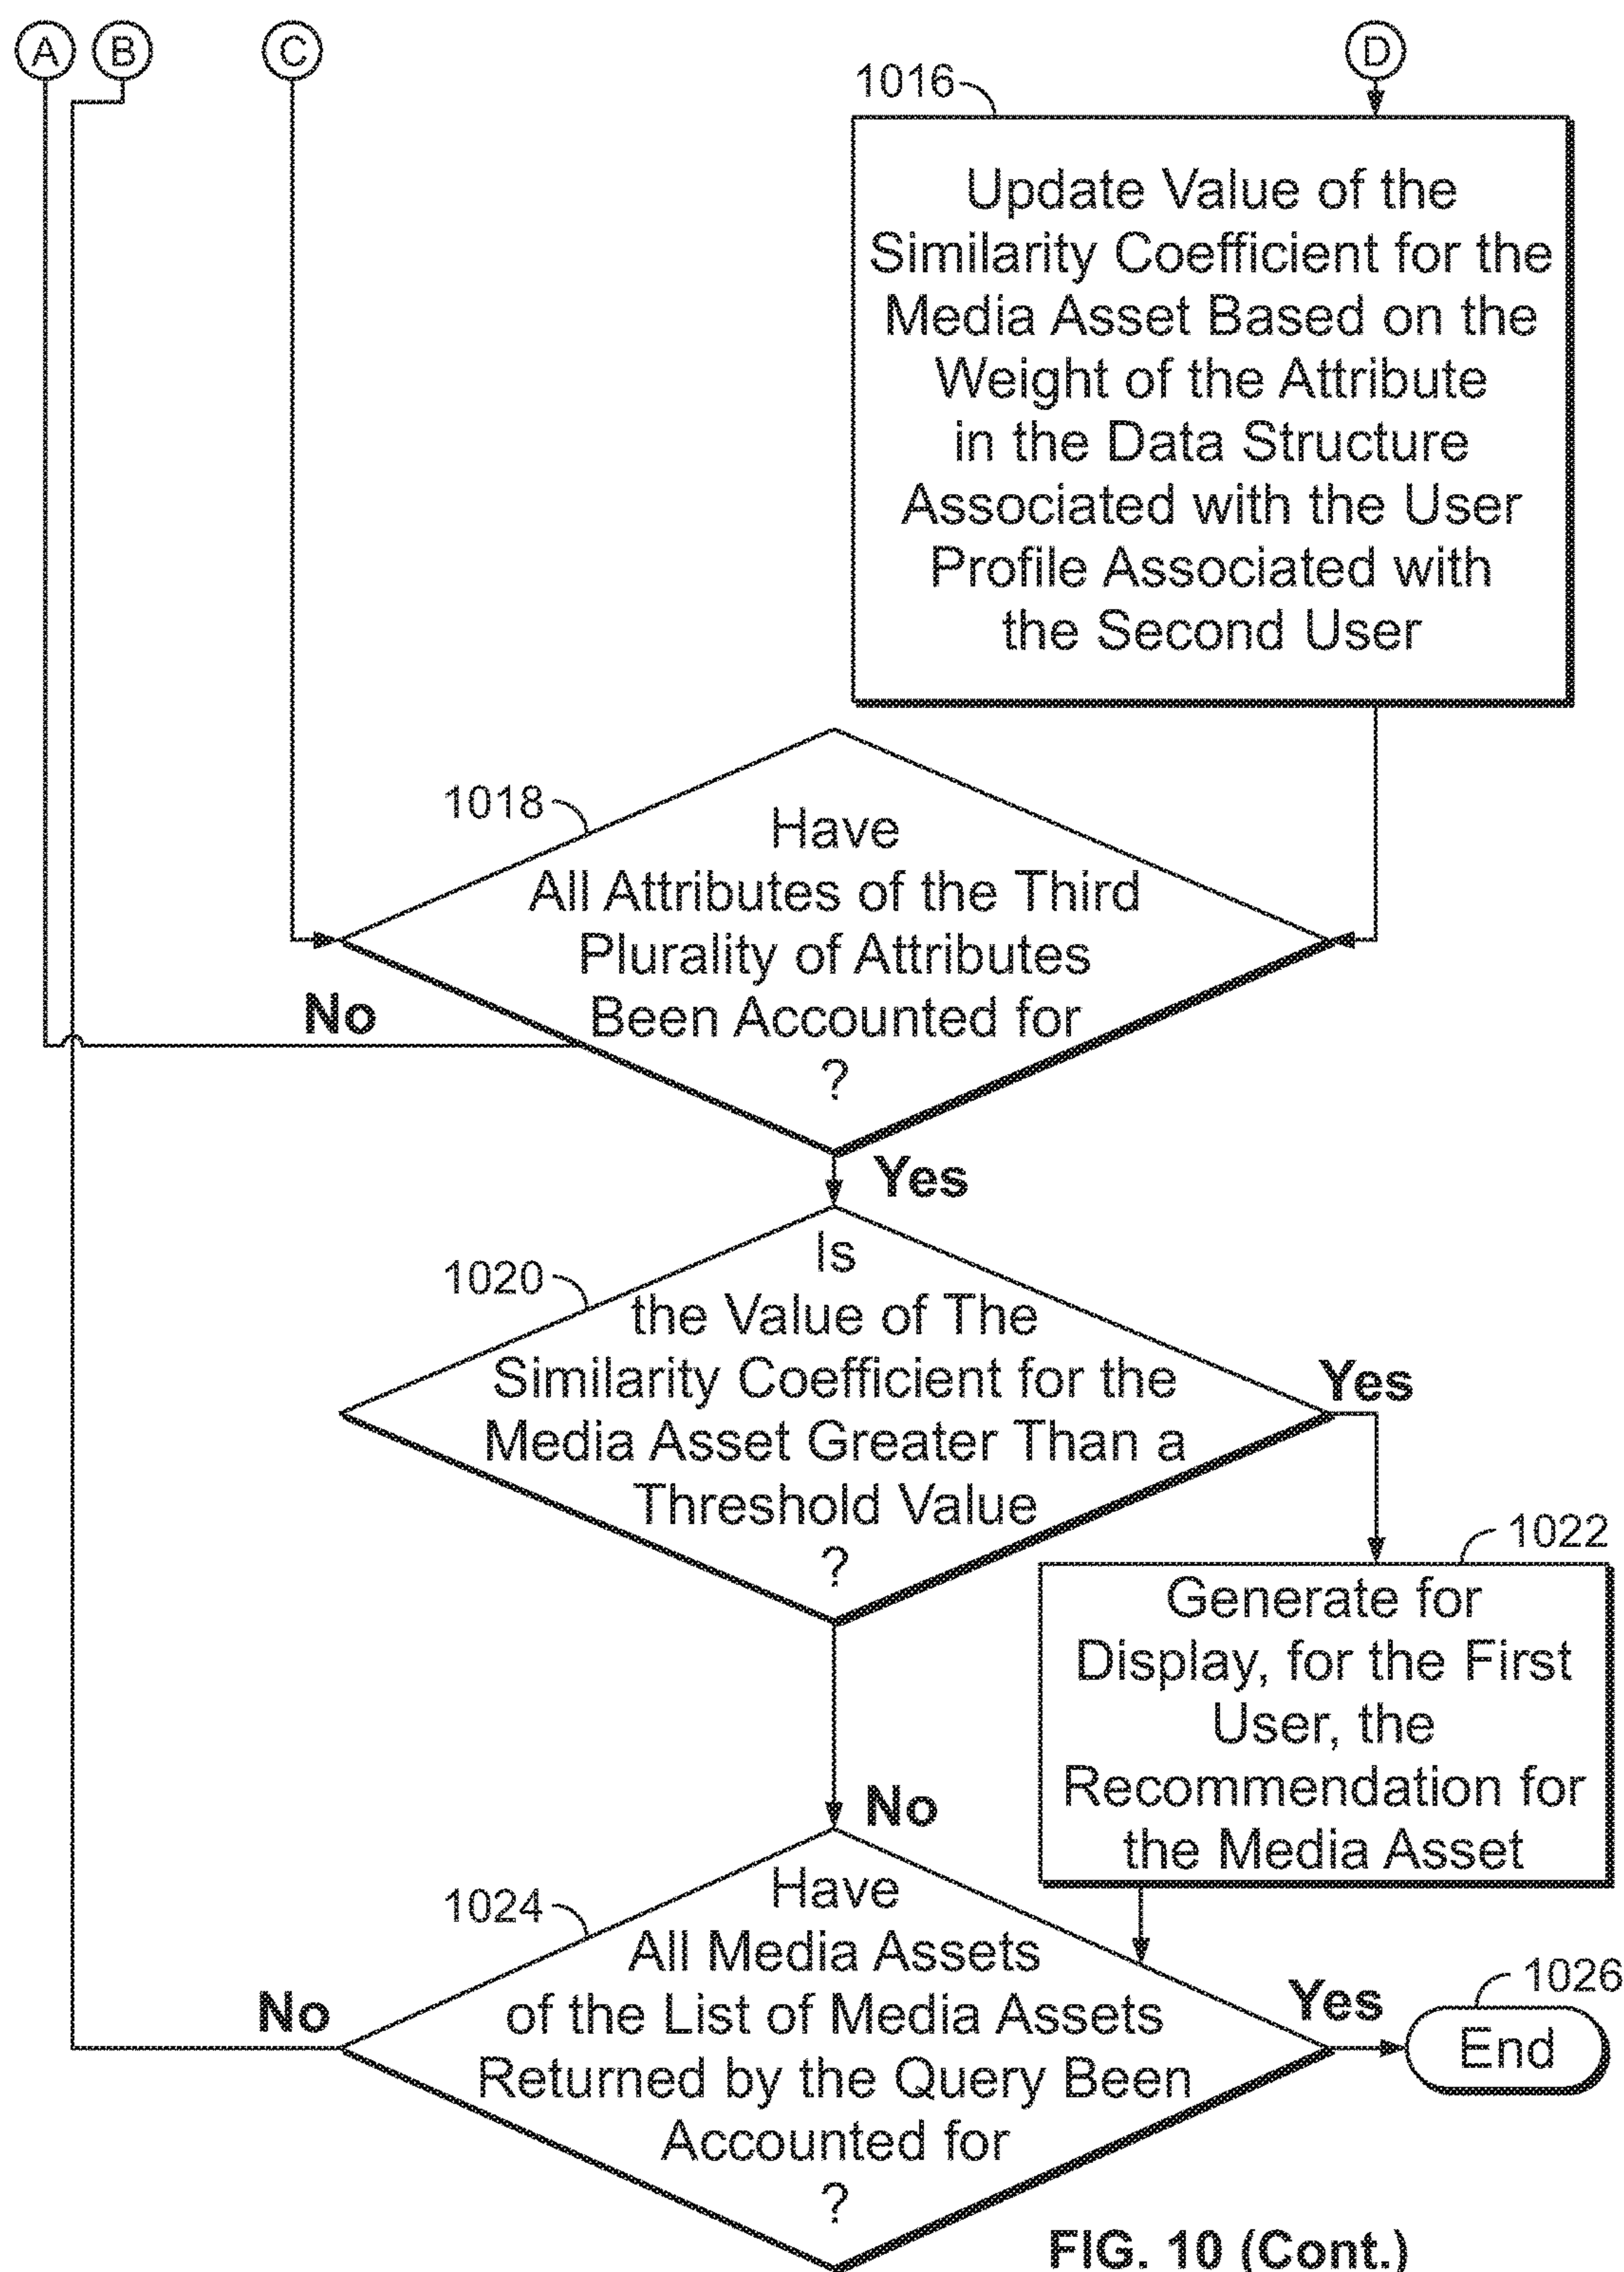 A B C D
1016
Update Value of the
Similarity Coefficient for the
Media Asset Based on the
Weight of the Attribute
in the Data Structure
Associated with the User
Profile Associated with
the Second User
1018
Have
All Attributes of the Third
Plurality of Attributes
Been Accounted for
?
No
Yes
1020
Is
the Value of The
Similarity Coefficient for the
Media Asset Greater Than a
Threshold Value
?
Yes
No
1022
Generate for
Display, for the First
User, the
Recommendation for
the Media Asset
1024
Have
All Media Assets
of the List of Media Assets
Returned by the Query Been
Accounted for
?
No
Yes
1026
End
FIG. 10 (Cont.)